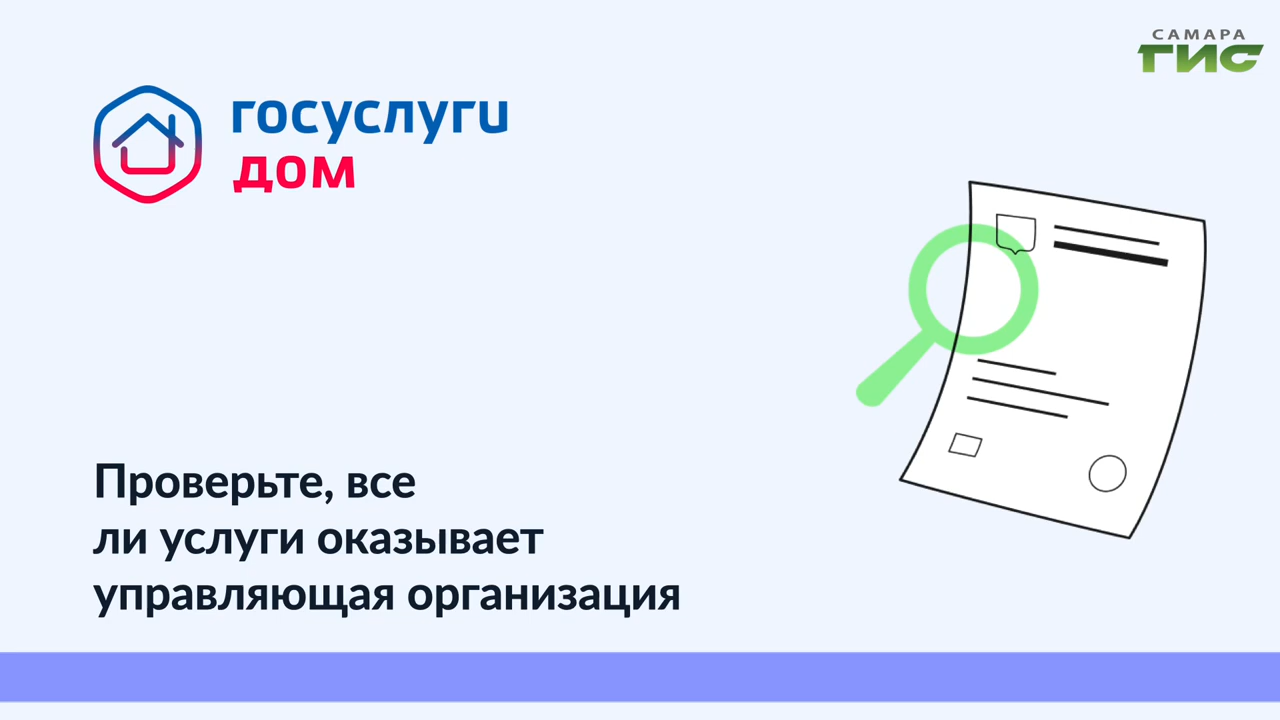 САМАРА
ГИС
госуслуги
дом
Проверьте, все
ли услуги оказывает
управляющая организация